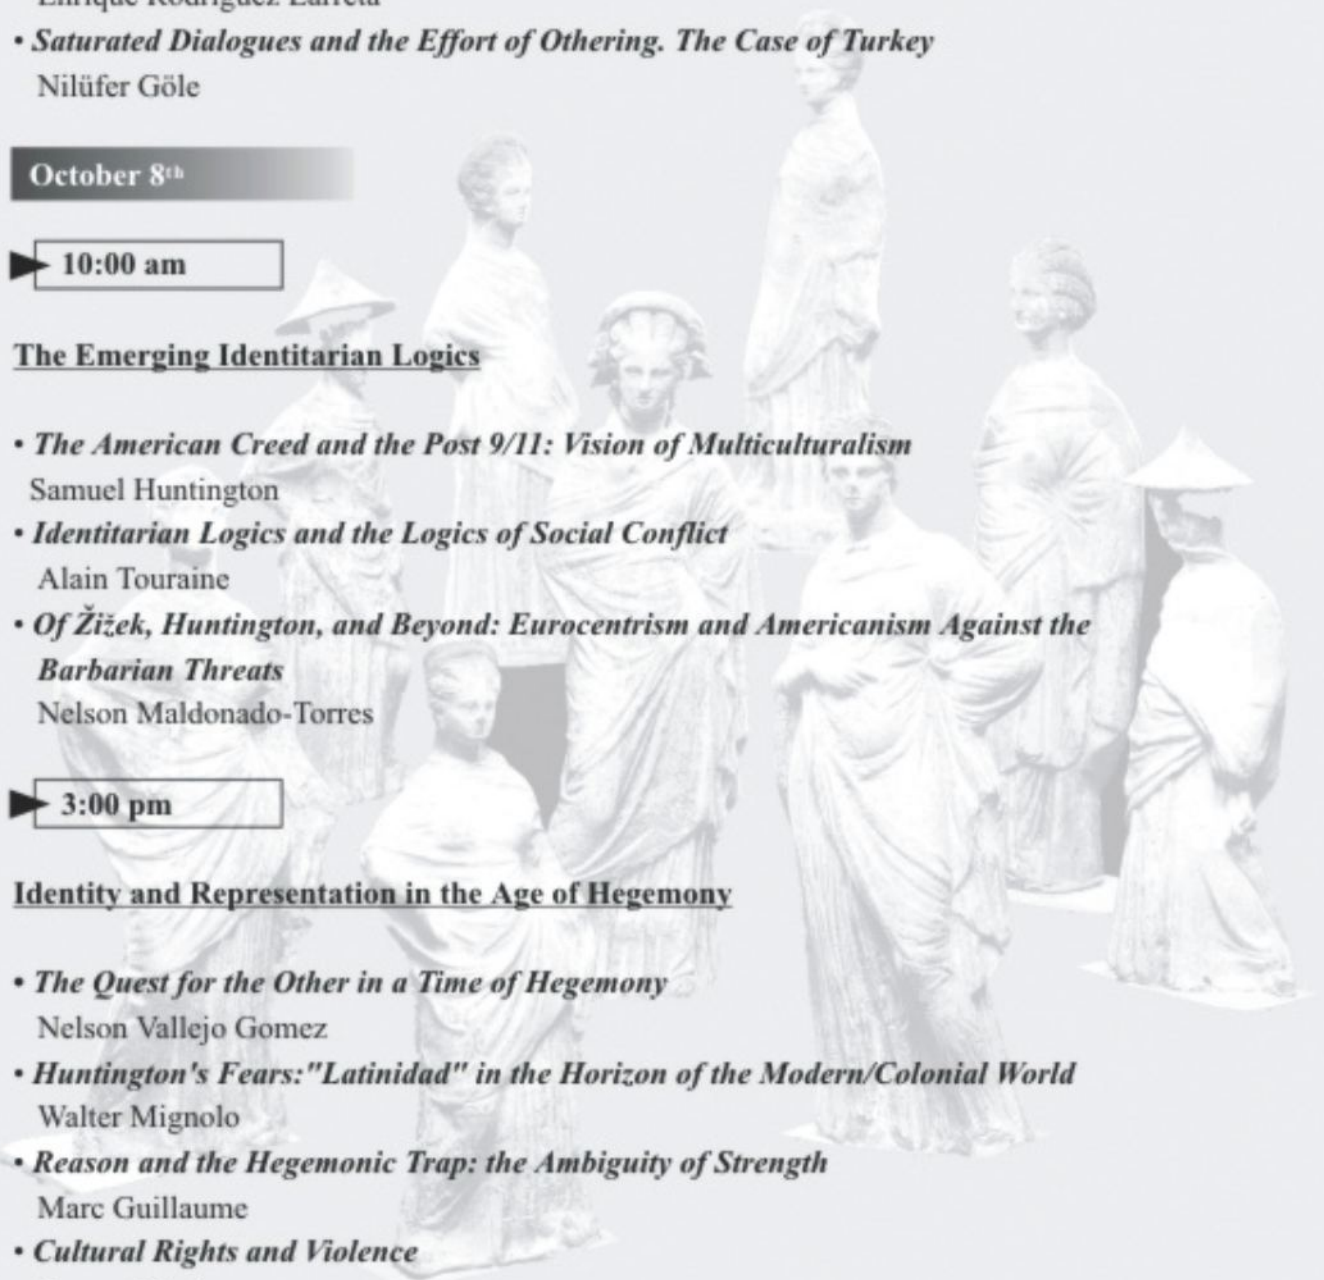 Enrique Rodríguez Larreta
• Saturated Dialogues and the Effort of Othering. The Case of Turkey
Nilüfer Göle
October 8th
10:00 am
The Emerging Identitarian Logics
• The American Creed and the Post 9/11: Vision of Multiculturalism
Samuel Huntington
• Identitarian Logics and the Logics of Social Conflict
Alain Touraine
• Of Žižek, Huntington, and Beyond: Eurocentrism and Americanism Against the
Barbarian Threats
Nelson Maldonado-Torres
3:00 pm
Identity and Representation in the Age of Hegemony
• The Quest for the Other in a Time of Hegemony
Nelson Vallejo Gomez
• Huntington's Fears:"Latinidad" in the Horizon of the Modern/Colonial World
Walter Mignolo
• Reason and the Hegemonic Trap: the Ambiguity of Strength
Marc Guillaume
• Cultural Rights and Violence